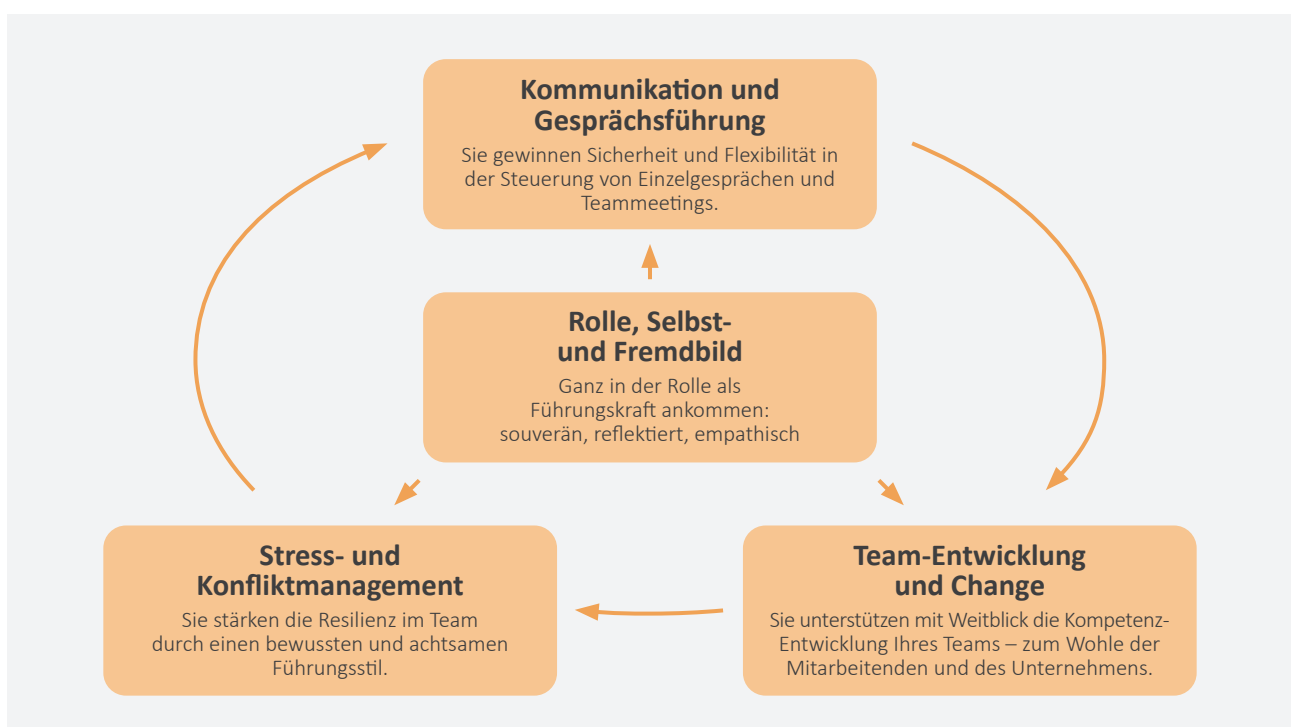 Kommunikation und
Gesprächsführung
Sie gewinnen Sicherheit und Flexibilität in
der Steuerung von Einzelgesprächen und
Teammeetings.
Rolle, Selbst-
und Fremdbild
Ganz in der Rolle als
Führungskraft ankommen:
souverän, reflektiert, empathisch
Stress- und
Konfliktmanagement
Sie stärken die Resilienz im Team
durch einen bewussten und achtsamen
Führungsstil.
Team-Entwicklung
und Change
Sie unterstützen mit Weitblick die Kompetenz-
Entwicklung Ihres Teams – zum Wohle der
Mitarbeitenden und des Unternehmens.